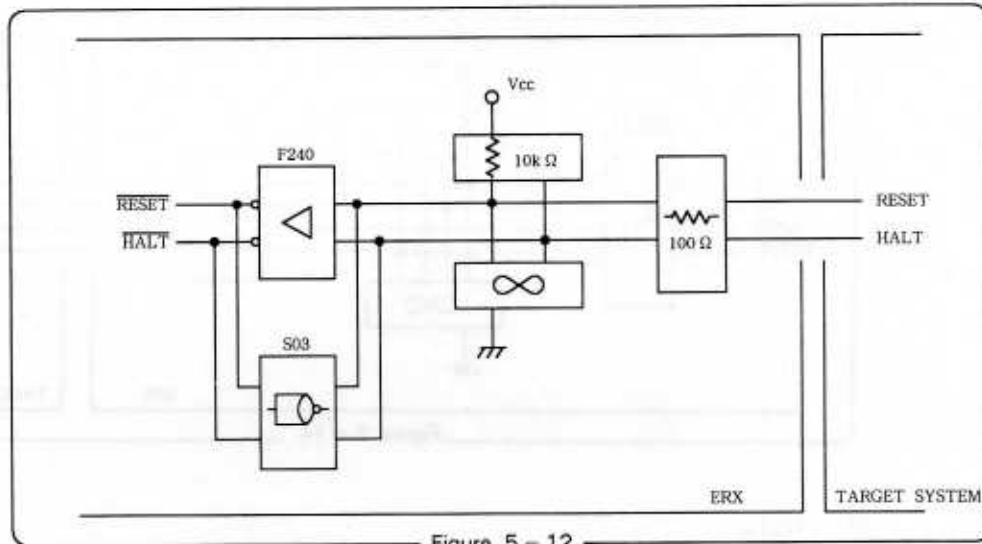 Vcc
F240
10k Ω
RESET
RESET
HALT
100 Ω
HALT
S03
ERX
TARGET SYSTEM
Figure 5 – 12